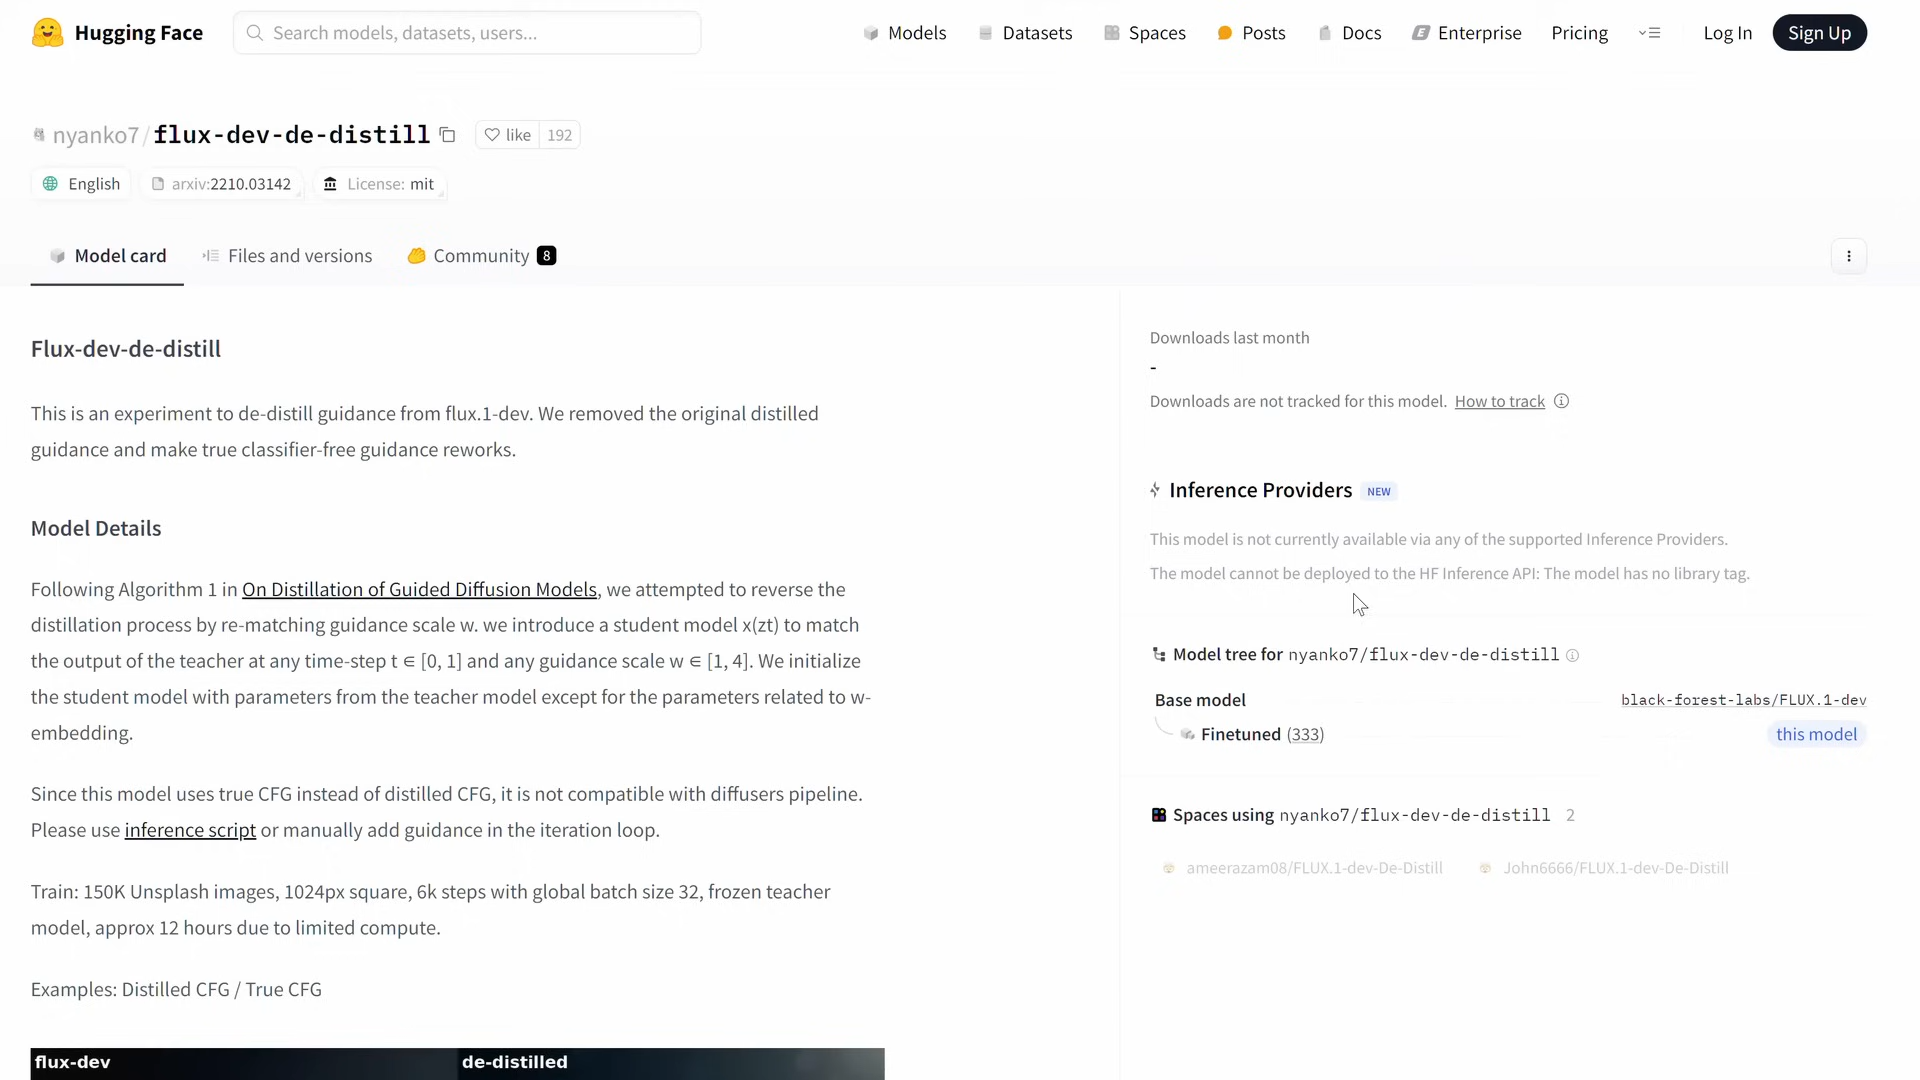 Hugging Face
Search models, datasets, users...
Models
Datasets
Spaces
Posts
Docs
Enterprise
Pricing
Log In
Sign Up
nyanko7/flux-dev-de-distill
like 192
English
arxiv:2210.03142
License: mit
Model card
Files and versions
Community 8
Flux-dev-de-distill
This is an experiment to de-distill guidance from flux.1-dev. We removed the original distilled
guidance and make true classifier-free guidance reworks.
Model Details
Following Algorithm 1 in On Distillation of Guided Diffusion Models, we attempted to reverse the
distillation process by re-matching guidance scale w. we introduce a student model x(zt) to match
the output of the teacher at any time-step t ∈ [0, 1] and any guidance scale w ∈ [1, 4]. We initialize
the student model with parameters from the teacher model except for the parameters related to w-
embedding.
Since this model uses true CFG instead of distilled CFG, it is not compatible with diffusers pipeline.
Please use inference script or manually add guidance in the iteration loop.
Train: 150K Unsplash images, 1024px square, 6k steps with global batch size 32, frozen teacher
model, approx 12 hours due to limited compute.
Examples: Distilled CFG / True CFG
flux-dev
de-distilled
Downloads last month
-
Downloads are not tracked for this model. How to track
Inference Providers NEW
This model is not currently available via any of the supported Inference Providers.
The model cannot be deployed to the HF Inference API: The model has no library tag.
Model tree for nyanko7/flux-dev-de-distill
Base model
black-forest-labs/FLUX.1-dev
Finetuned (333)
this model
Spaces using nyanko7/flux-dev-de-distill 2
ameerazam08/FLUX.1-dev-De-Distill
John6666/FLUX.1-dev-De-Distill